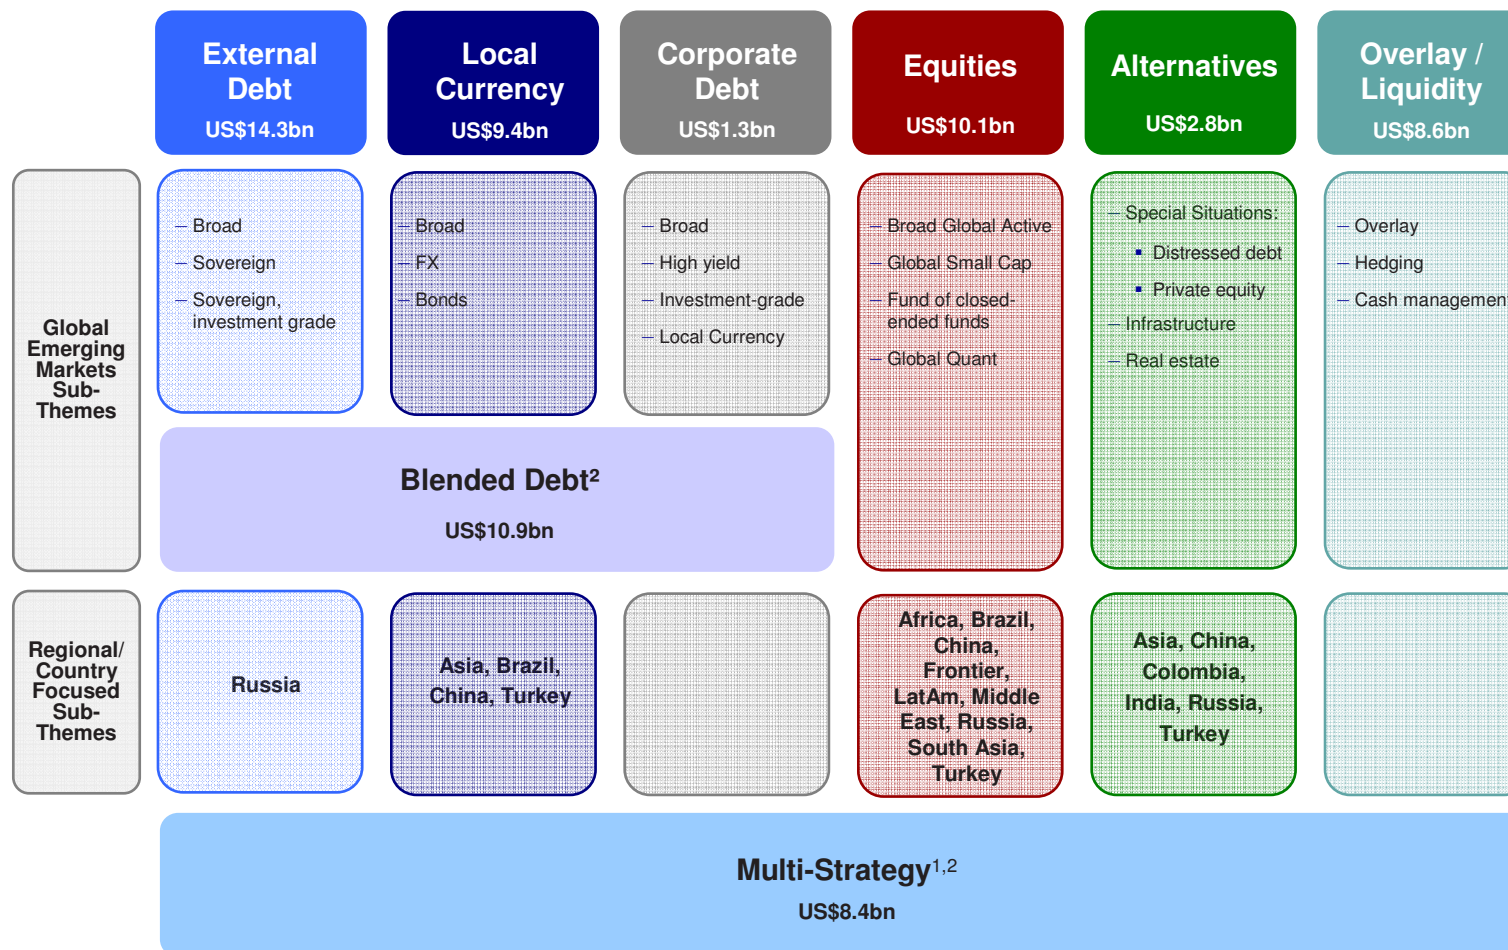 External
Debt
US$14.3bn
Local
Currency
US$9.4bn
Corporate
Debt
US$1.3bn
Equities
US$10.1bn
Alternatives
US$2.8bn
Overlay /
Liquidity
US$8.6bn
Global
Emerging
Markets
Sub-
Themes
– Broad
– Sovereign
– Sovereign,
investment grade
– Broad
– FX
– Bonds
– Broad
– High yield
– Investment-grade
– Local Currency
– Broad Global Active
– Global Small Cap
– Fund of closed-
ended funds
– Global Quant
– Special Situations:
▪ Distressed debt
▪ Private equity
– Infrastructure
– Real estate
– Overlay
– Hedging
– Cash management
Blended Debt²
US$10.9bn
Regional/
Country
Focused
Sub-
Themes
Russia
Asia, Brazil,
China, Turkey
Africa, Brazil,
China,
Frontier,
LatAm, Middle
East, Russia,
South Asia,
Turkey
Asia, China,
Colombia,
India, Russia,
Turkey
Multi-Strategy¹,²
US$8.4bn